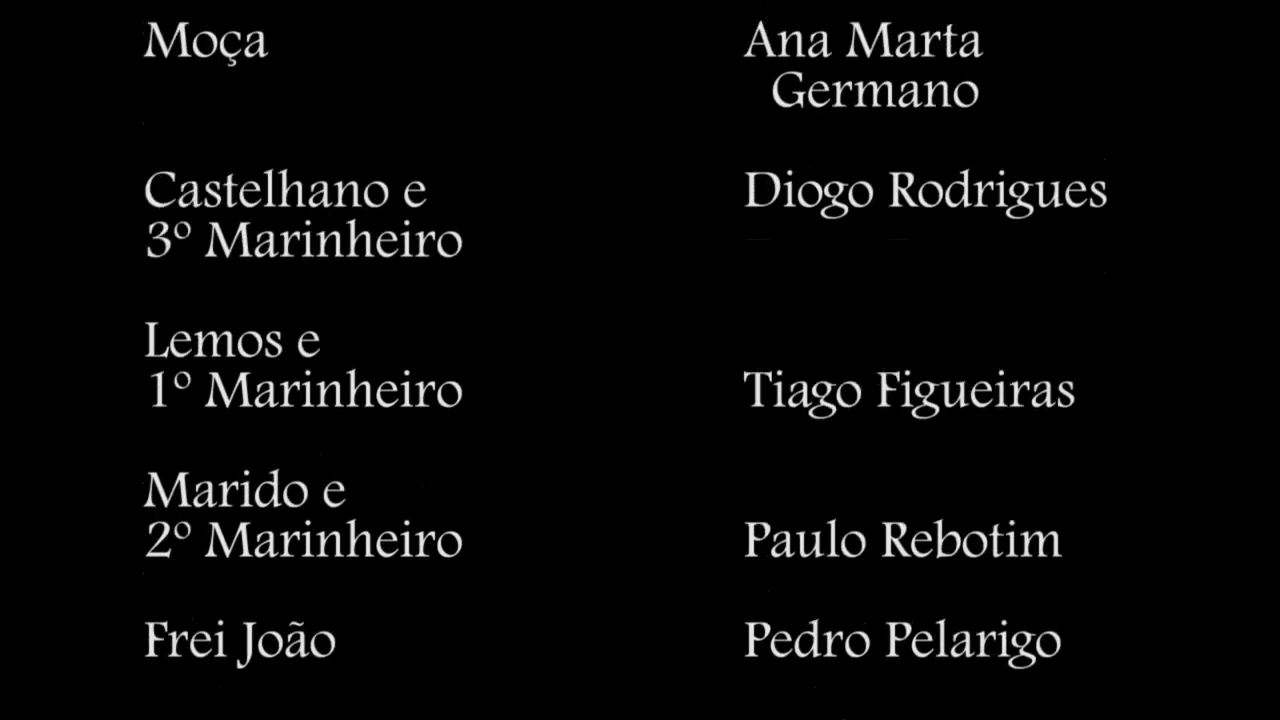 Moça Ana Marta
Germano
Castelhano e Diogo Rodrigues
3º Marinheiro
Lemos e
1º Marinheiro Tiago Figueiras
Marido e
2º Marinheiro Paulo Rebotim
Frei João Pedro Pelarigo